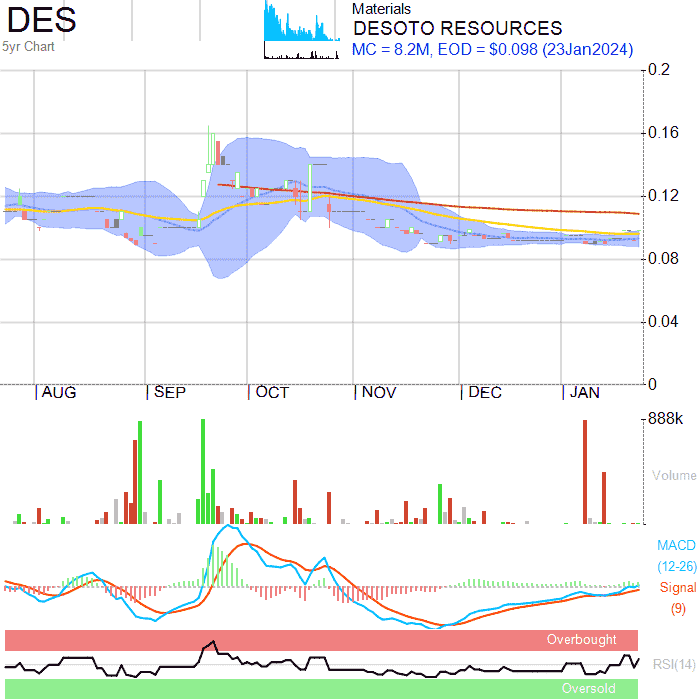 DES
5yr Chart
Materials
DESOTO RESOURCES
MC = 8.2M, EOD = $0.098 (23Jan2024)
0.2
0.16
0.12
0.08
0.04
0
AUG SEP OCT NOV DEC JAN
888k
Volume
MACD
(12-26)
Signal
(9)
Overbought
RSI(14)
Oversold